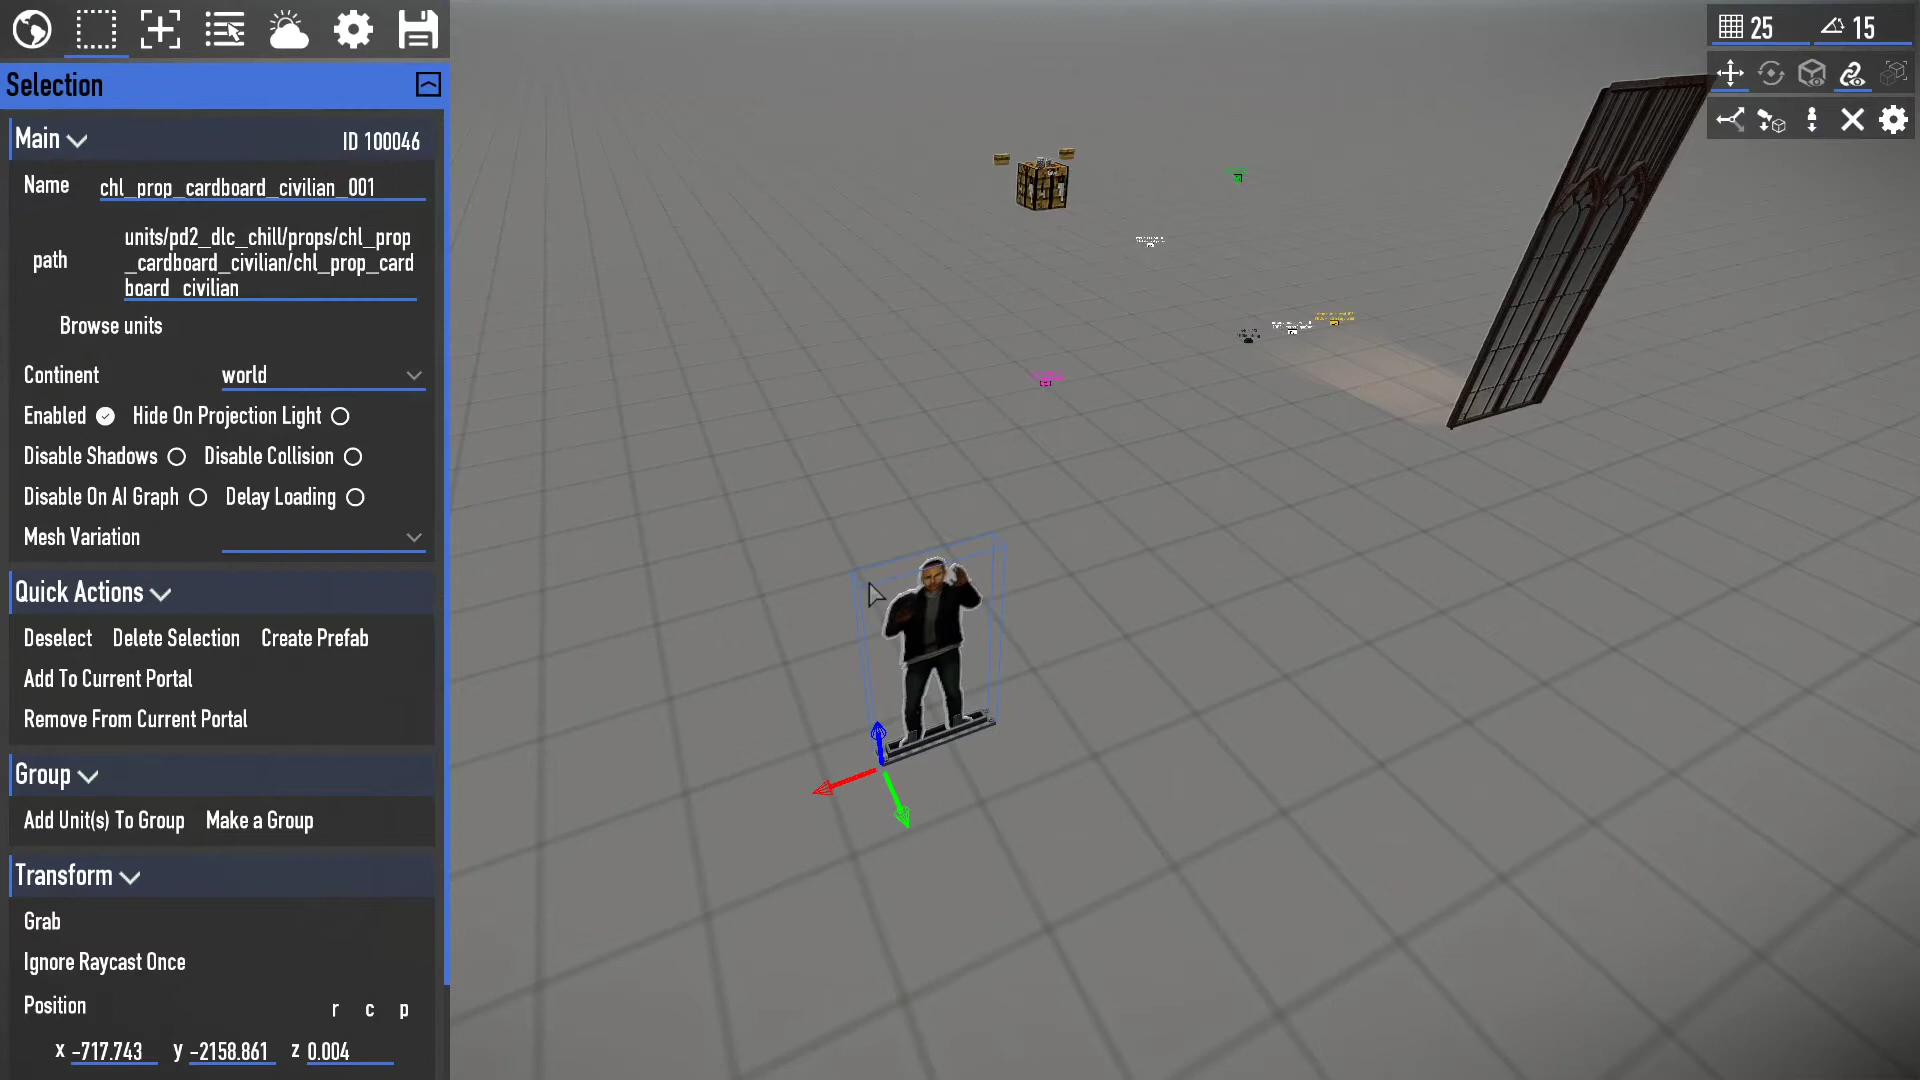 25
15
Selection
Main
ID 100046
Name
chl_prop_cardboard_civilian_001
path
units/pd2_dlc_chill/props/chl_prop
_cardboard_civilian/chl_prop_card
board_civilian
Browse units
Continent
world
Enabled
Hide On Projection Light
Disable Shadows
Disable Collision
Disable On AI Graph
Delay Loading
Mesh Variation
Quick Actions
Deselect
Delete Selection
Create Prefab
Add To Current Portal
Remove From Current Portal
Group
Add Unit(s) To Group
Make a Group
Transform
Grab
Ignore Raycast Once
Position
r c p
x -717.743 y -2158.861 z 0.004